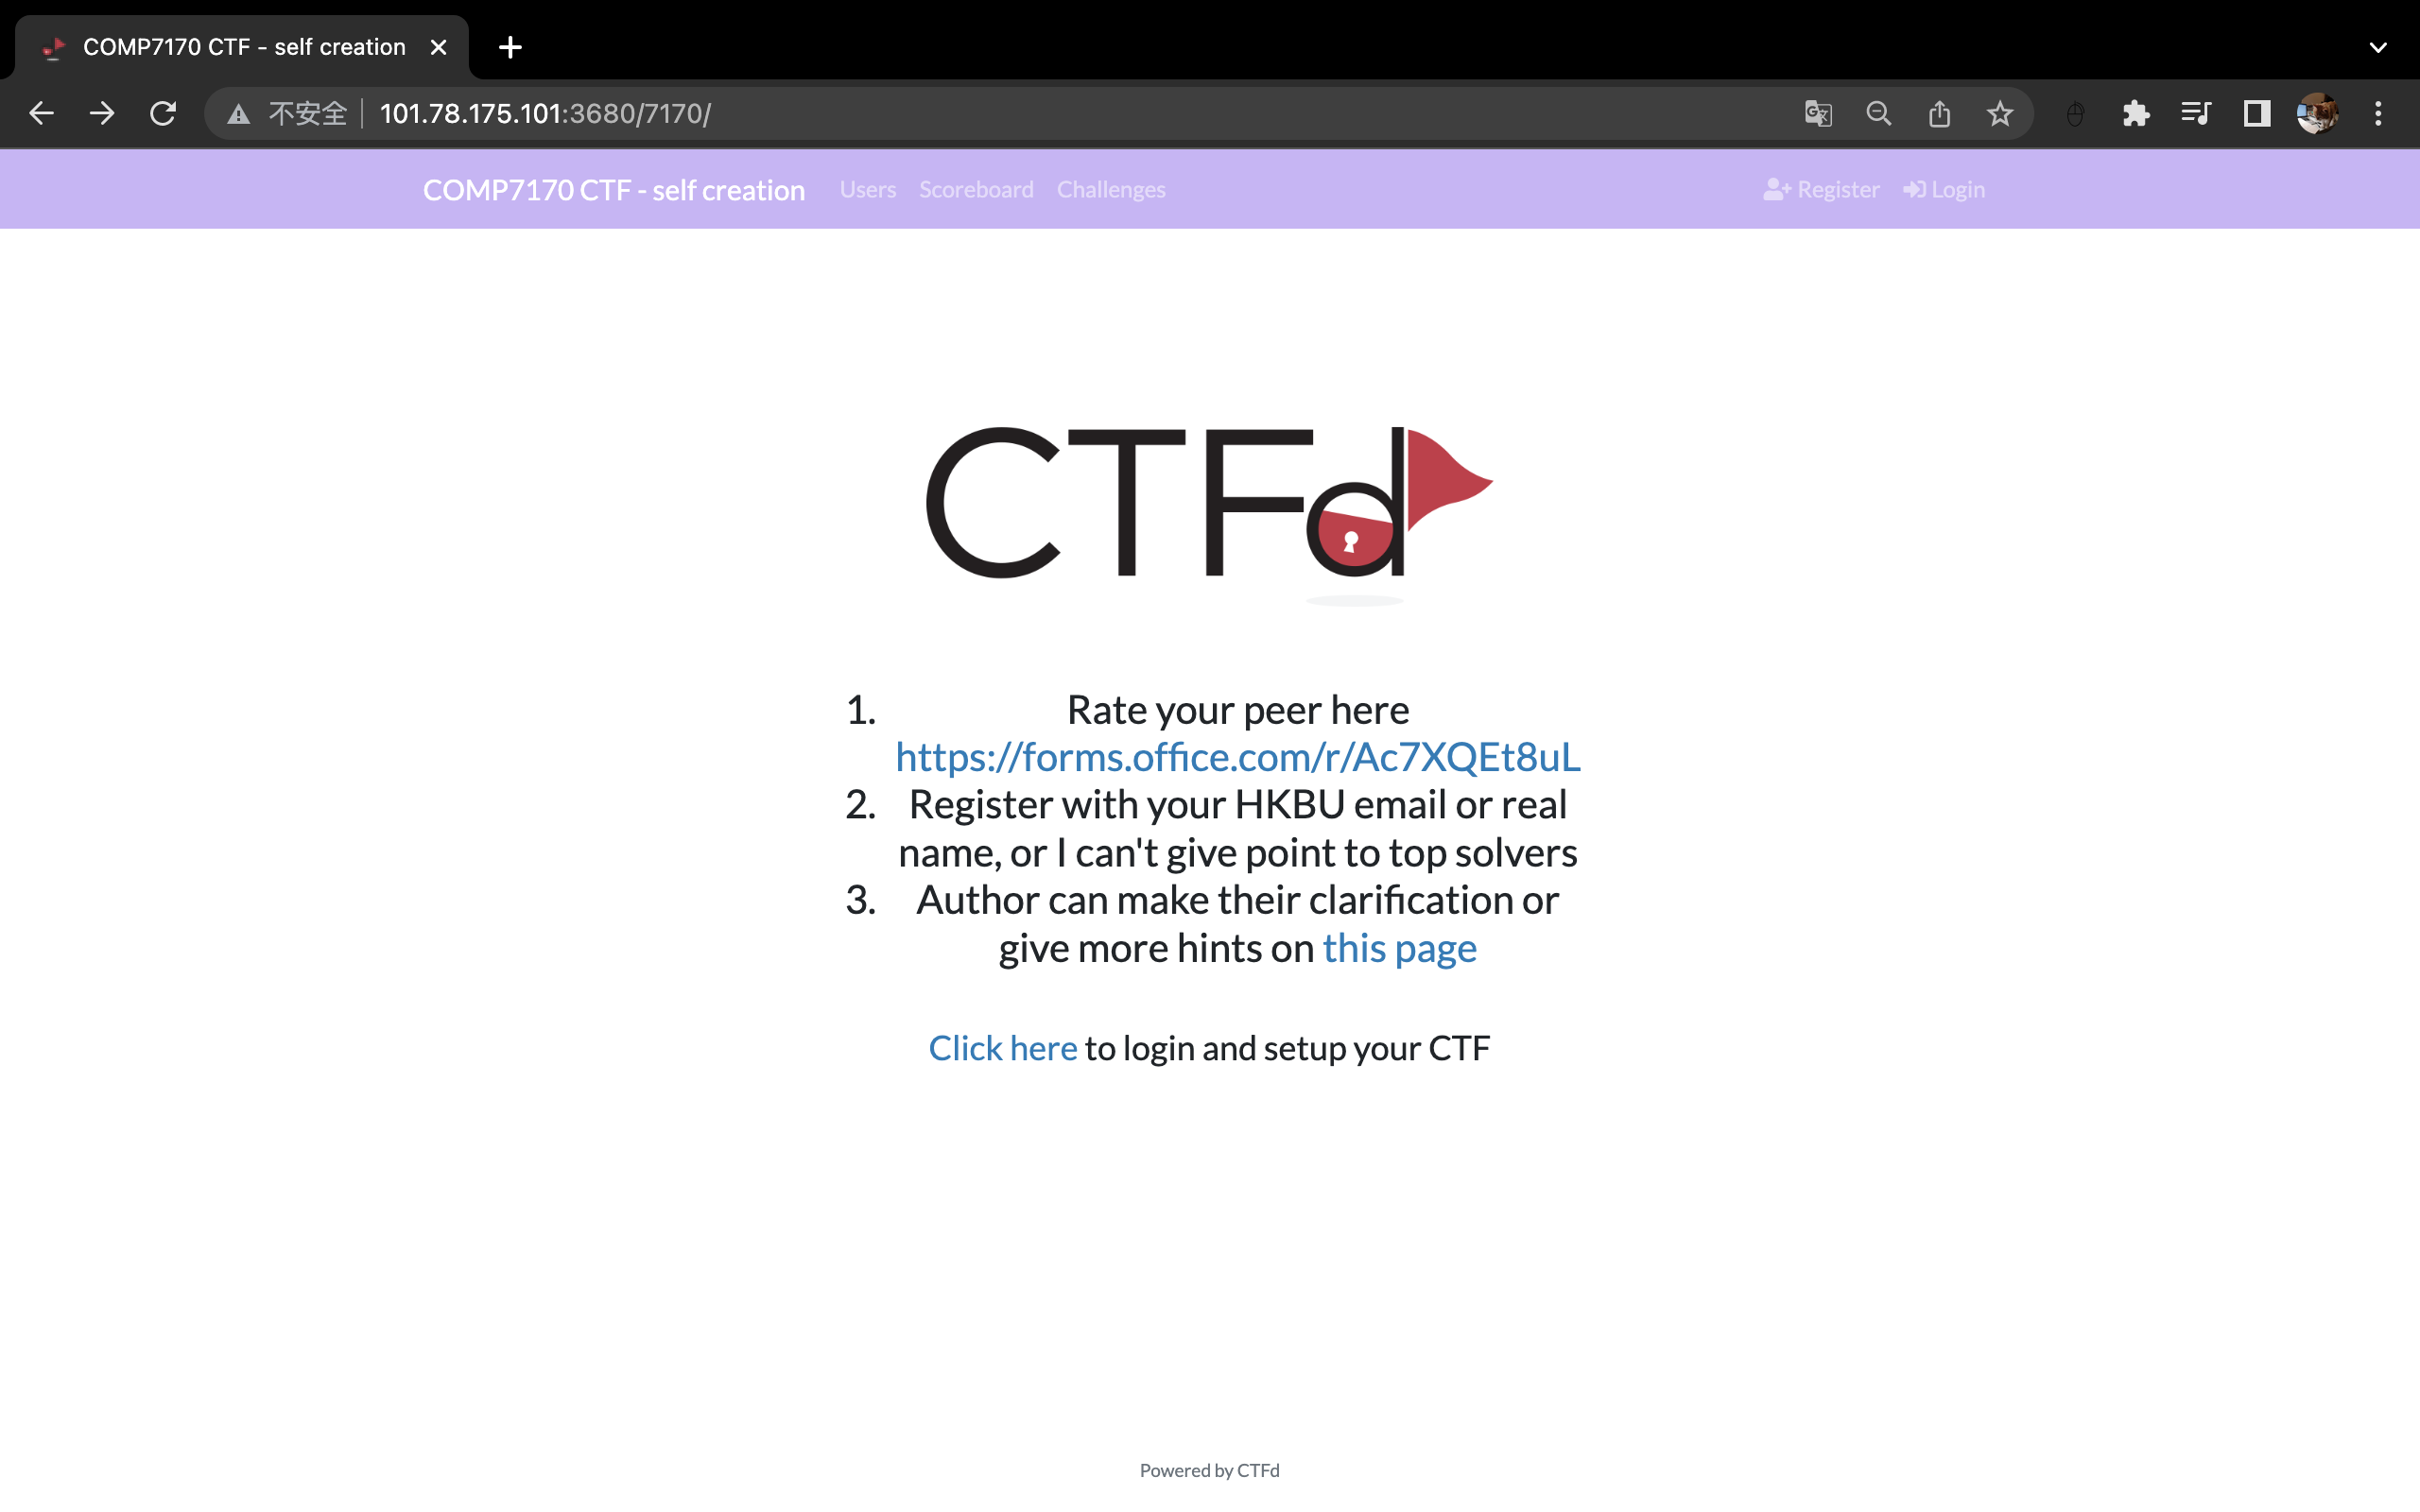 COMP7170 CTF - self creation
不安全
101.78.175.101:3680/7170/
COMP7170 CTF - self creation Users Scoreboard Challenges Register Login
CTFd
1. Rate your peer here
https://forms.office.com/r/Ac7XQEt8uL
2. Register with your HKBU email or real
name, or I can't give point to top solvers
3. Author can make their clarification or
give more hints on this page
Click here to login and setup your CTF
Powered by CTFd